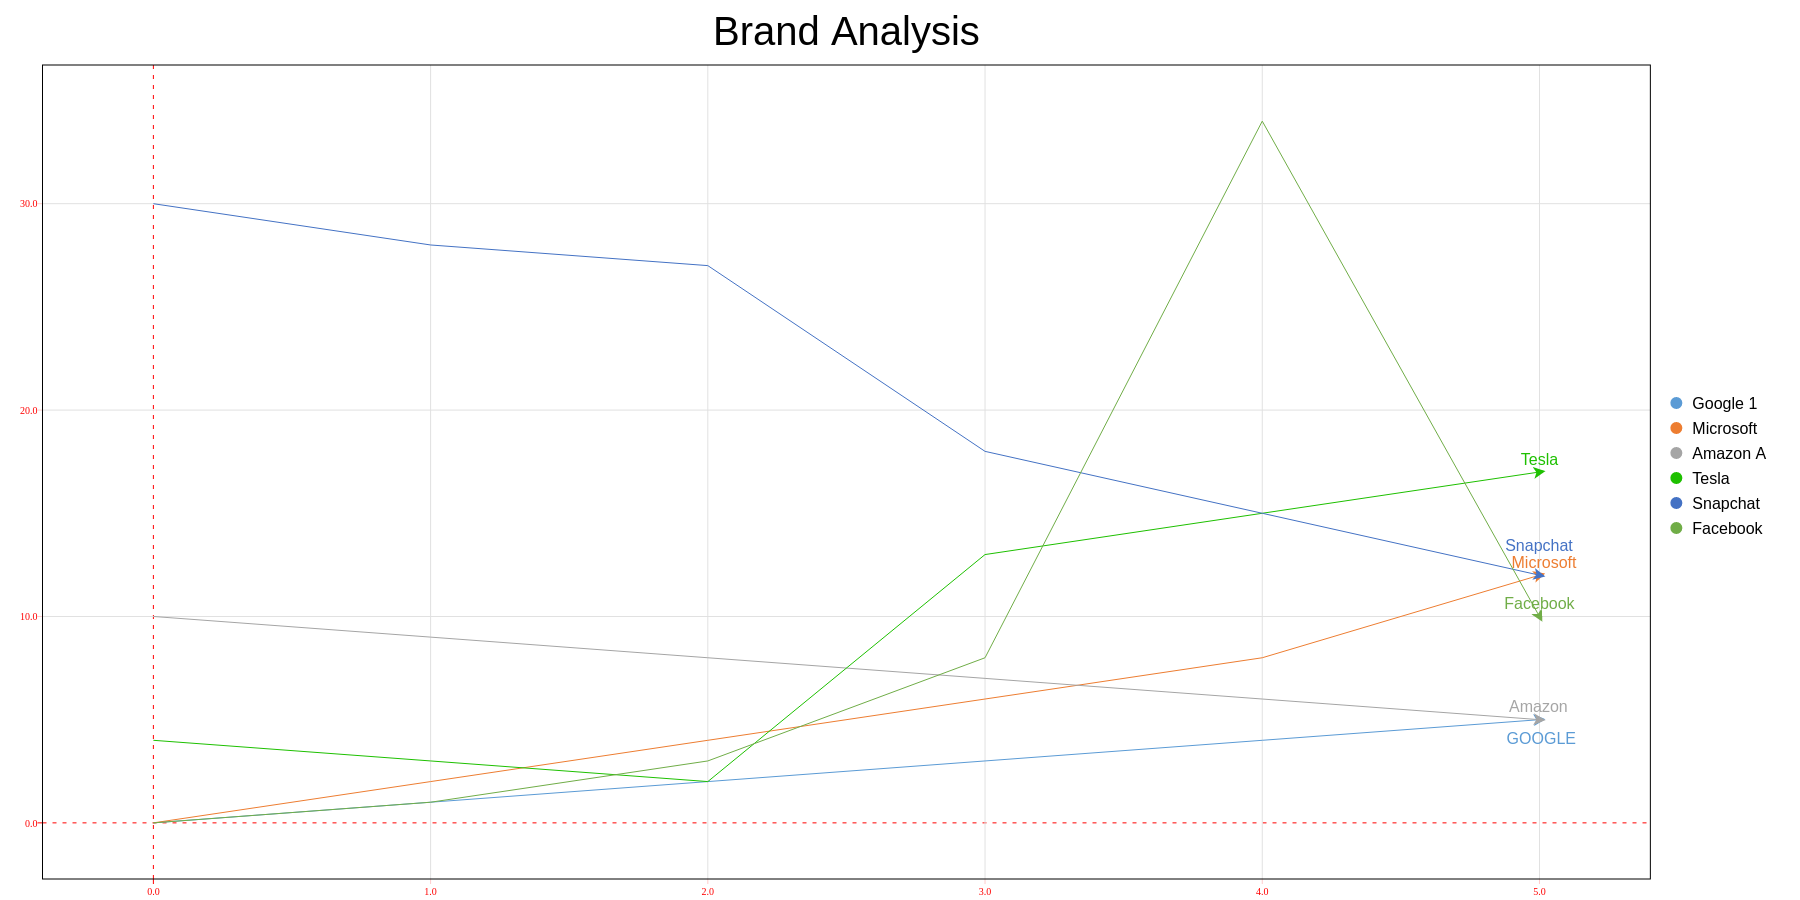 Brand Analysis
30.0
20.0
10.0
0.0
0.0
1.0
2.0
3.0
4.0
5.0
Tesla
Snapchat
Microsoft
Facebook
Amazon
GOOGLE
Google 1
Microsoft
Amazon A
Tesla
Snapchat
Facebook